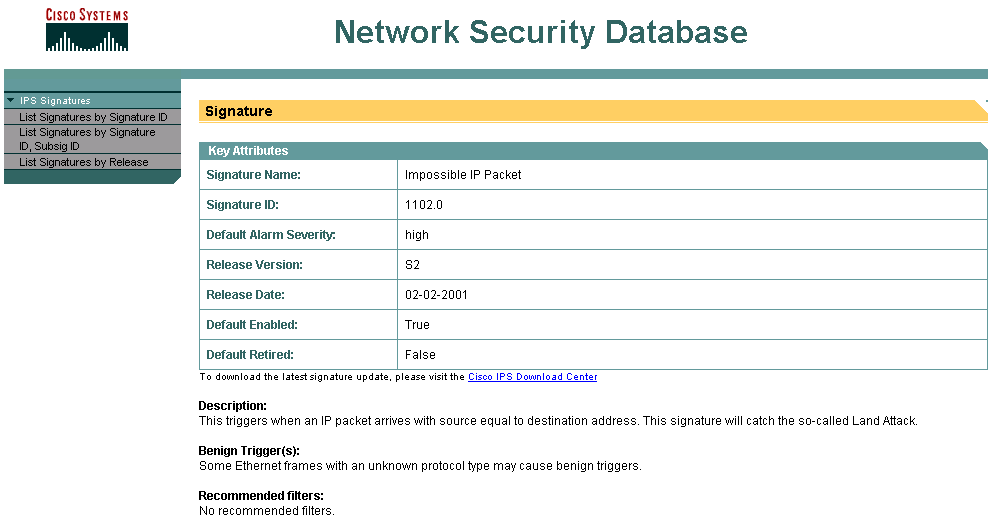 CISCO SYSTEMS
Network Security Database
IPS Signatures
List Signatures by Signature ID
List Signatures by Signature
ID, Subsig ID
List Signatures by Release
Signature
Key Attributes
Signature Name: Impossible IP Packet
Signature ID: 1102.0
Default Alarm Severity: high
Release Version: S2
Release Date: 02-02-2001
Default Enabled: True
Default Retired: False
To download the latest signature update, please visit the Cisco IPS Download Center
Description:
This triggers when an IP packet arrives with source equal to destination address. This signature will catch the so-called Land Attack.
Benign Trigger(s):
Some Ethernet frames with an unknown protocol type may cause benign triggers.
Recommended filters:
No recommended filters.